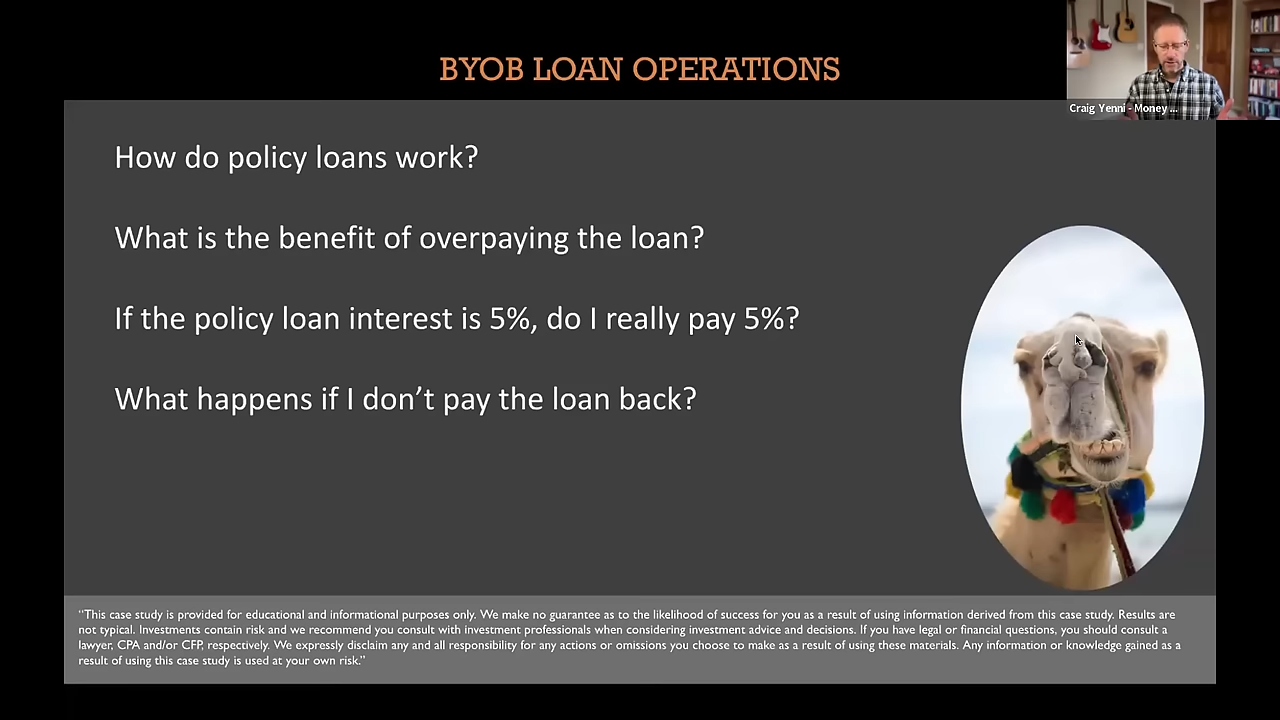 BYOB LOAN OPERATIONS
Craig Yenni - Money ...
How do policy loans work?
What is the benefit of overpaying the loan?
If the policy loan interest is 5%, do I really pay 5%?
What happens if I don’t pay the loan back?
“This case study is provided for educational and informational purposes only. We make no guarantee as to the likelihood of success for you as a result of using information derived from this case study. Results are
not typical. Investments contain risk and we recommend you consult with investment professionals when considering investment advice and decisions. If you have legal or financial questions, you should consult a
lawyer, CPA and/or CFP, respectively. We expressly disclaim any and all responsibility for any actions or omissions you choose to make as a result of using these materials. Any information or knowledge gained as a
result of using this case study is used at your own risk.”